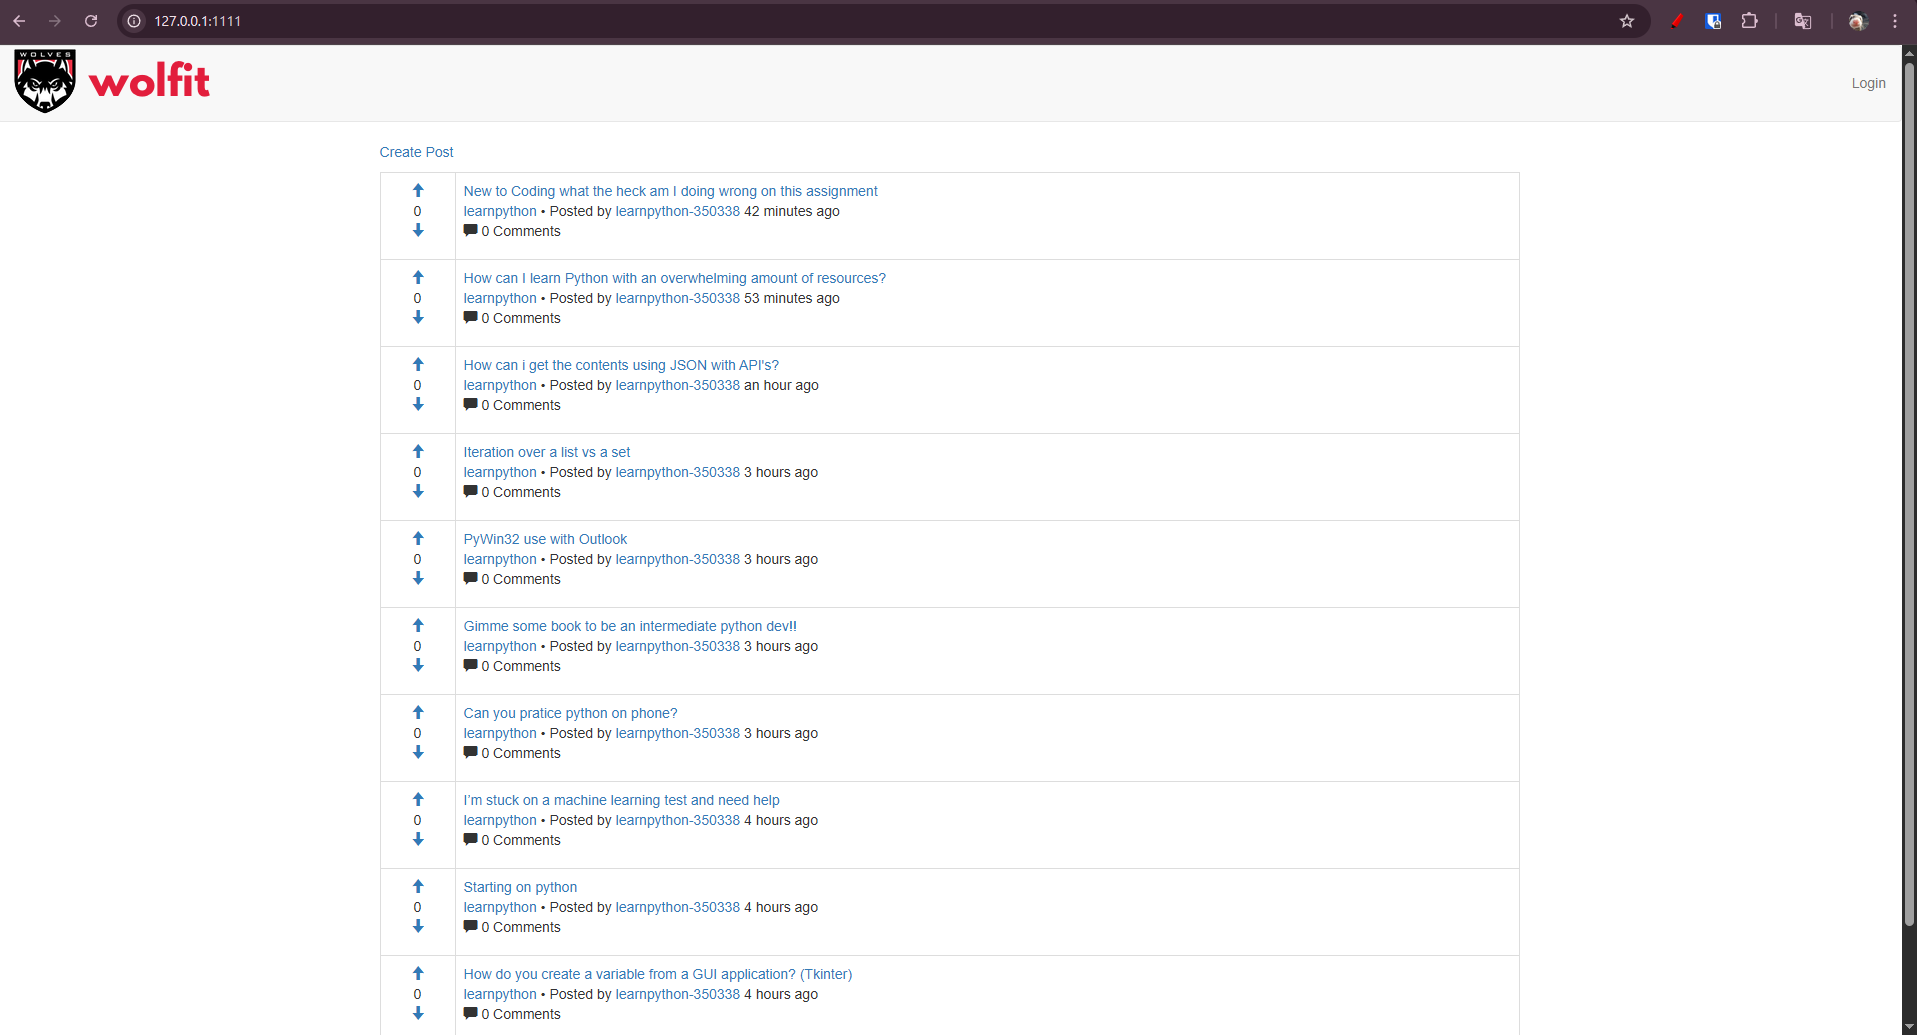 127.0.0.1:1111
WOLVES
wolfit
Login
Create Post
New to Coding what the heck am I doing wrong on this assignment
0
learnpython • Posted by learnpython-350338 42 minutes ago
0 Comments
How can I learn Python with an overwhelming amount of resources?
0
learnpython • Posted by learnpython-350338 53 minutes ago
0 Comments
How can i get the contents using JSON with API's?
0
learnpython • Posted by learnpython-350338 an hour ago
0 Comments
Iteration over a list vs a set
0
learnpython • Posted by learnpython-350338 3 hours ago
0 Comments
PyWin32 use with Outlook
0
learnpython • Posted by learnpython-350338 3 hours ago
0 Comments
Gimme some book to be an intermediate python dev!!
0
learnpython • Posted by learnpython-350338 3 hours ago
0 Comments
Can you pratice python on phone?
0
learnpython • Posted by learnpython-350338 3 hours ago
0 Comments
I’m stuck on a machine learning test and need help
0
learnpython • Posted by learnpython-350338 4 hours ago
0 Comments
Starting on python
0
learnpython • Posted by learnpython-350338 4 hours ago
0 Comments
How do you create a variable from a GUI application? (Tkinter)
0
learnpython • Posted by learnpython-350338 4 hours ago
0 Comments